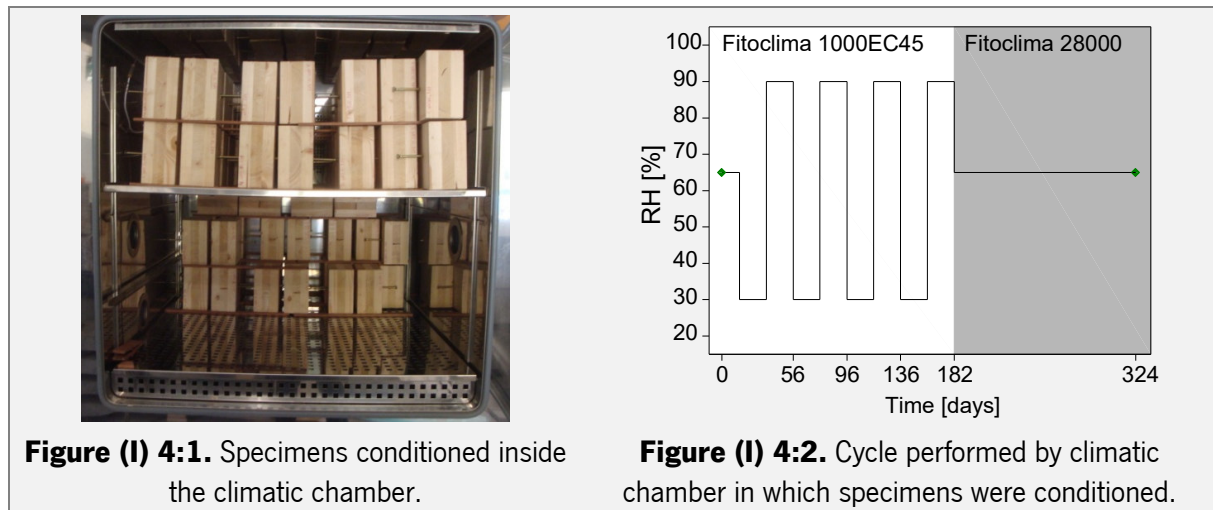 Fitoclima 1000EC45
Fitoclima 28000
100
90
80
70
60
50
40
30
20
RH [%]
0
56
96
136
182
324
Time [days]
Figure (I) 4:1. Specimens conditioned inside
the climatic chamber.
Figure (I) 4:2. Cycle performed by climatic
chamber in which specimens were conditioned.